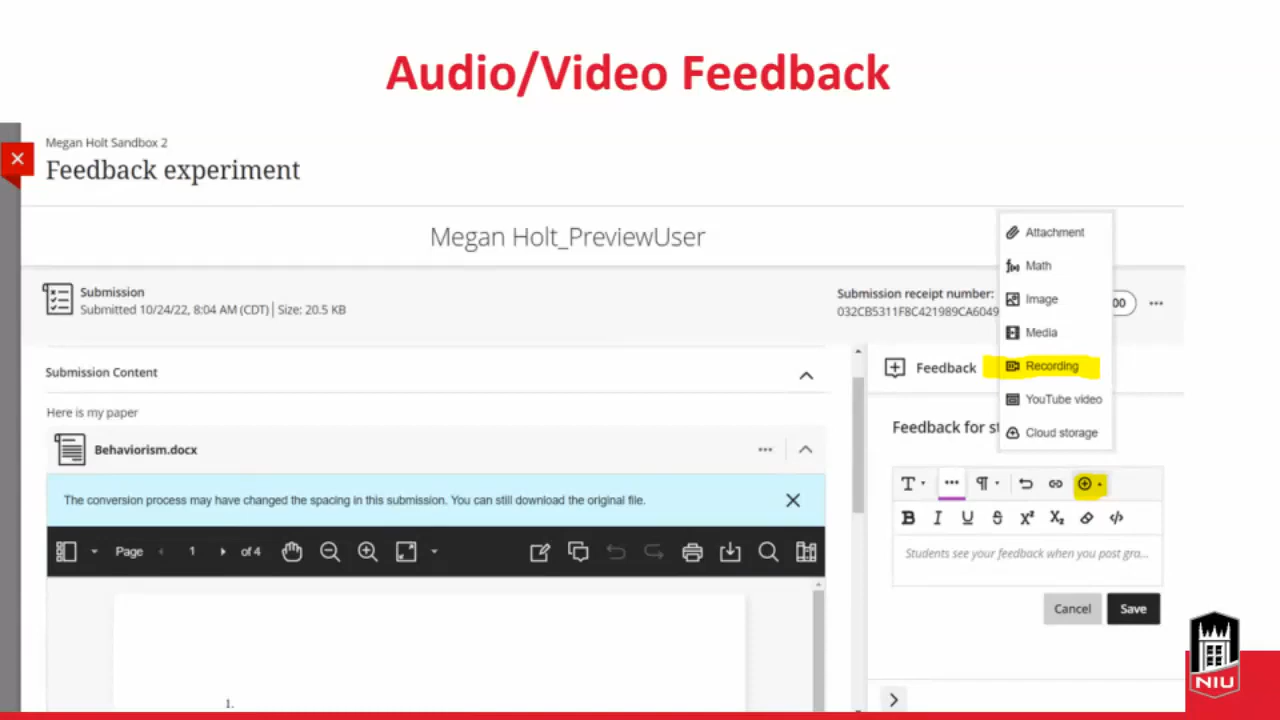 Audio/Video Feedback
Megan Holt Sandbox 2
Feedback experiment
Megan Holt_PreviewUser
Submission
Submitted 10/24/22, 8:04 AM (CDT) | Size: 20.5 KB
Submission receipt number:
032CB5311F8C421989CA6049
00
Attachment
Math
Image
Media
Recording
YouTube video
Cloud storage
Submission Content
Here is my paper
Behaviorism.docx
The conversion process may have changed the spacing in this submission. You can still download the original file.
Page 1 of 4
1.
Feedback
Feedback for st
Students see your feedback when you post gra...
Cancel Save
NIU